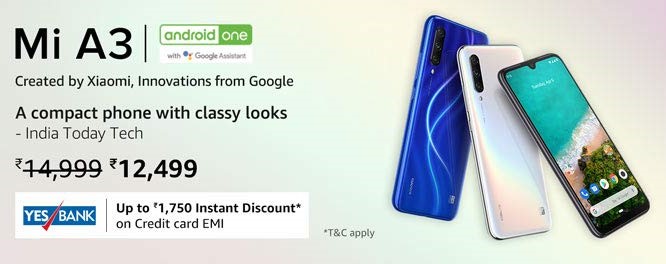 Mi A3
android one
with Google Assistant
Created by Xiaomi, Innovations from Google
A compact phone with classy looks
- India Today Tech
₹14,999 ₹12,499
YES BANK
Up to ₹1,750 Instant Discount*
on Credit card EMI
*T&C apply